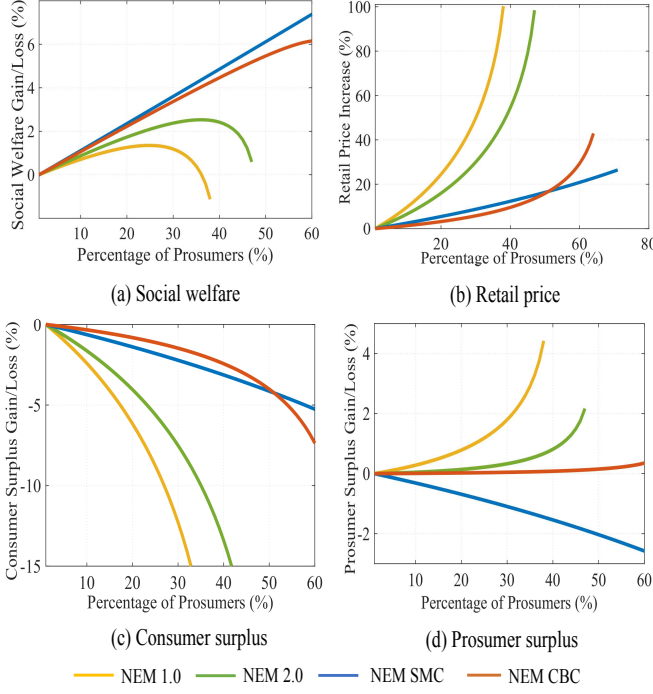 Social Welfare Gain/Loss (%)
6
4
2
0
10 20 30 40 50 60
Percentage of Prosumers (%)
(a) Social welfare
Retail Price Increase (%)
100
80
60
40
20
0
20 40 60 80
Percentage of Prosumers (%)
(b) Retail price
Consumer Surplus Gain/Loss (%)
0
-5
-10
-15
10 20 30 40 50 60
Percentage of Prosumers (%)
(c) Consumer surplus
Prosumer Surplus Gain/Loss (%)
4
2
0
-2
10 20 30 40 50 60
Percentage of Prosumers (%)
(d) Prosumer surplus
NEM 1.0 NEM 2.0 NEM SMC NEM CBC